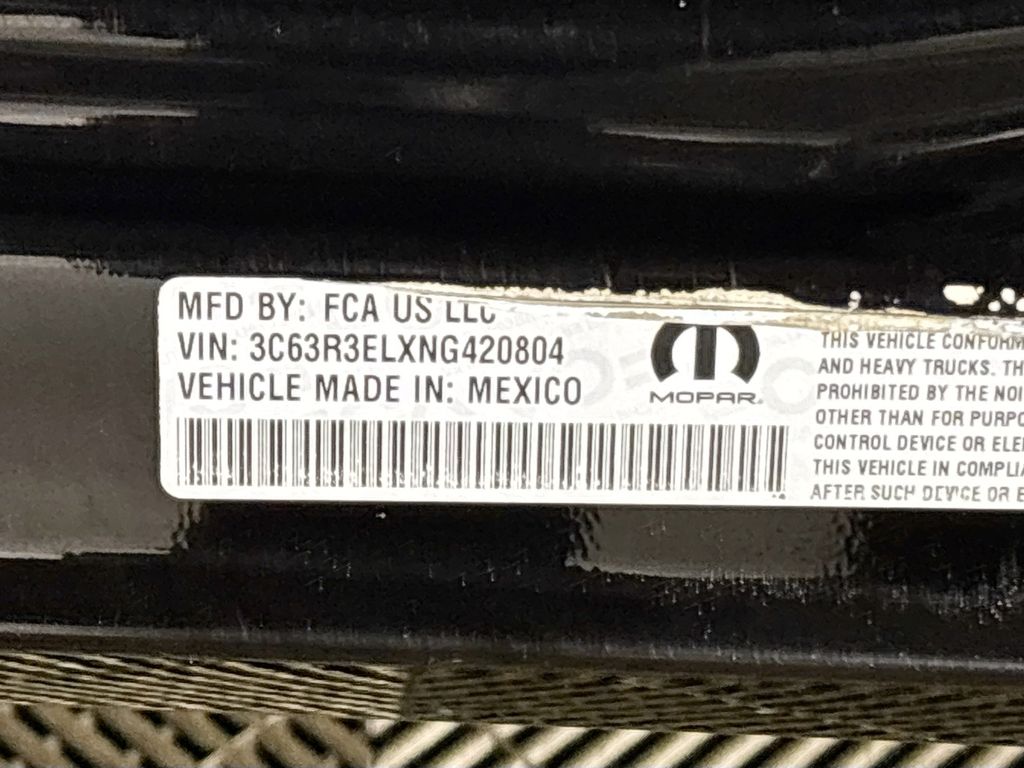 MFD BY: FCA US LLC
VIN: 3C63R3ELXNG420804
VEHICLE MADE IN: MEXICO
MOPAR.
THIS VEHICLE CONFORM
AND HEAVY TRUCKS. TH
PROHIBITED BY THE NOI
OTHER THAN FOR PURPO
CONTROL DEVICE OR ELE
THIS VEHICLE IN COMPLIA
AFTER SUCH DEVICE OR E